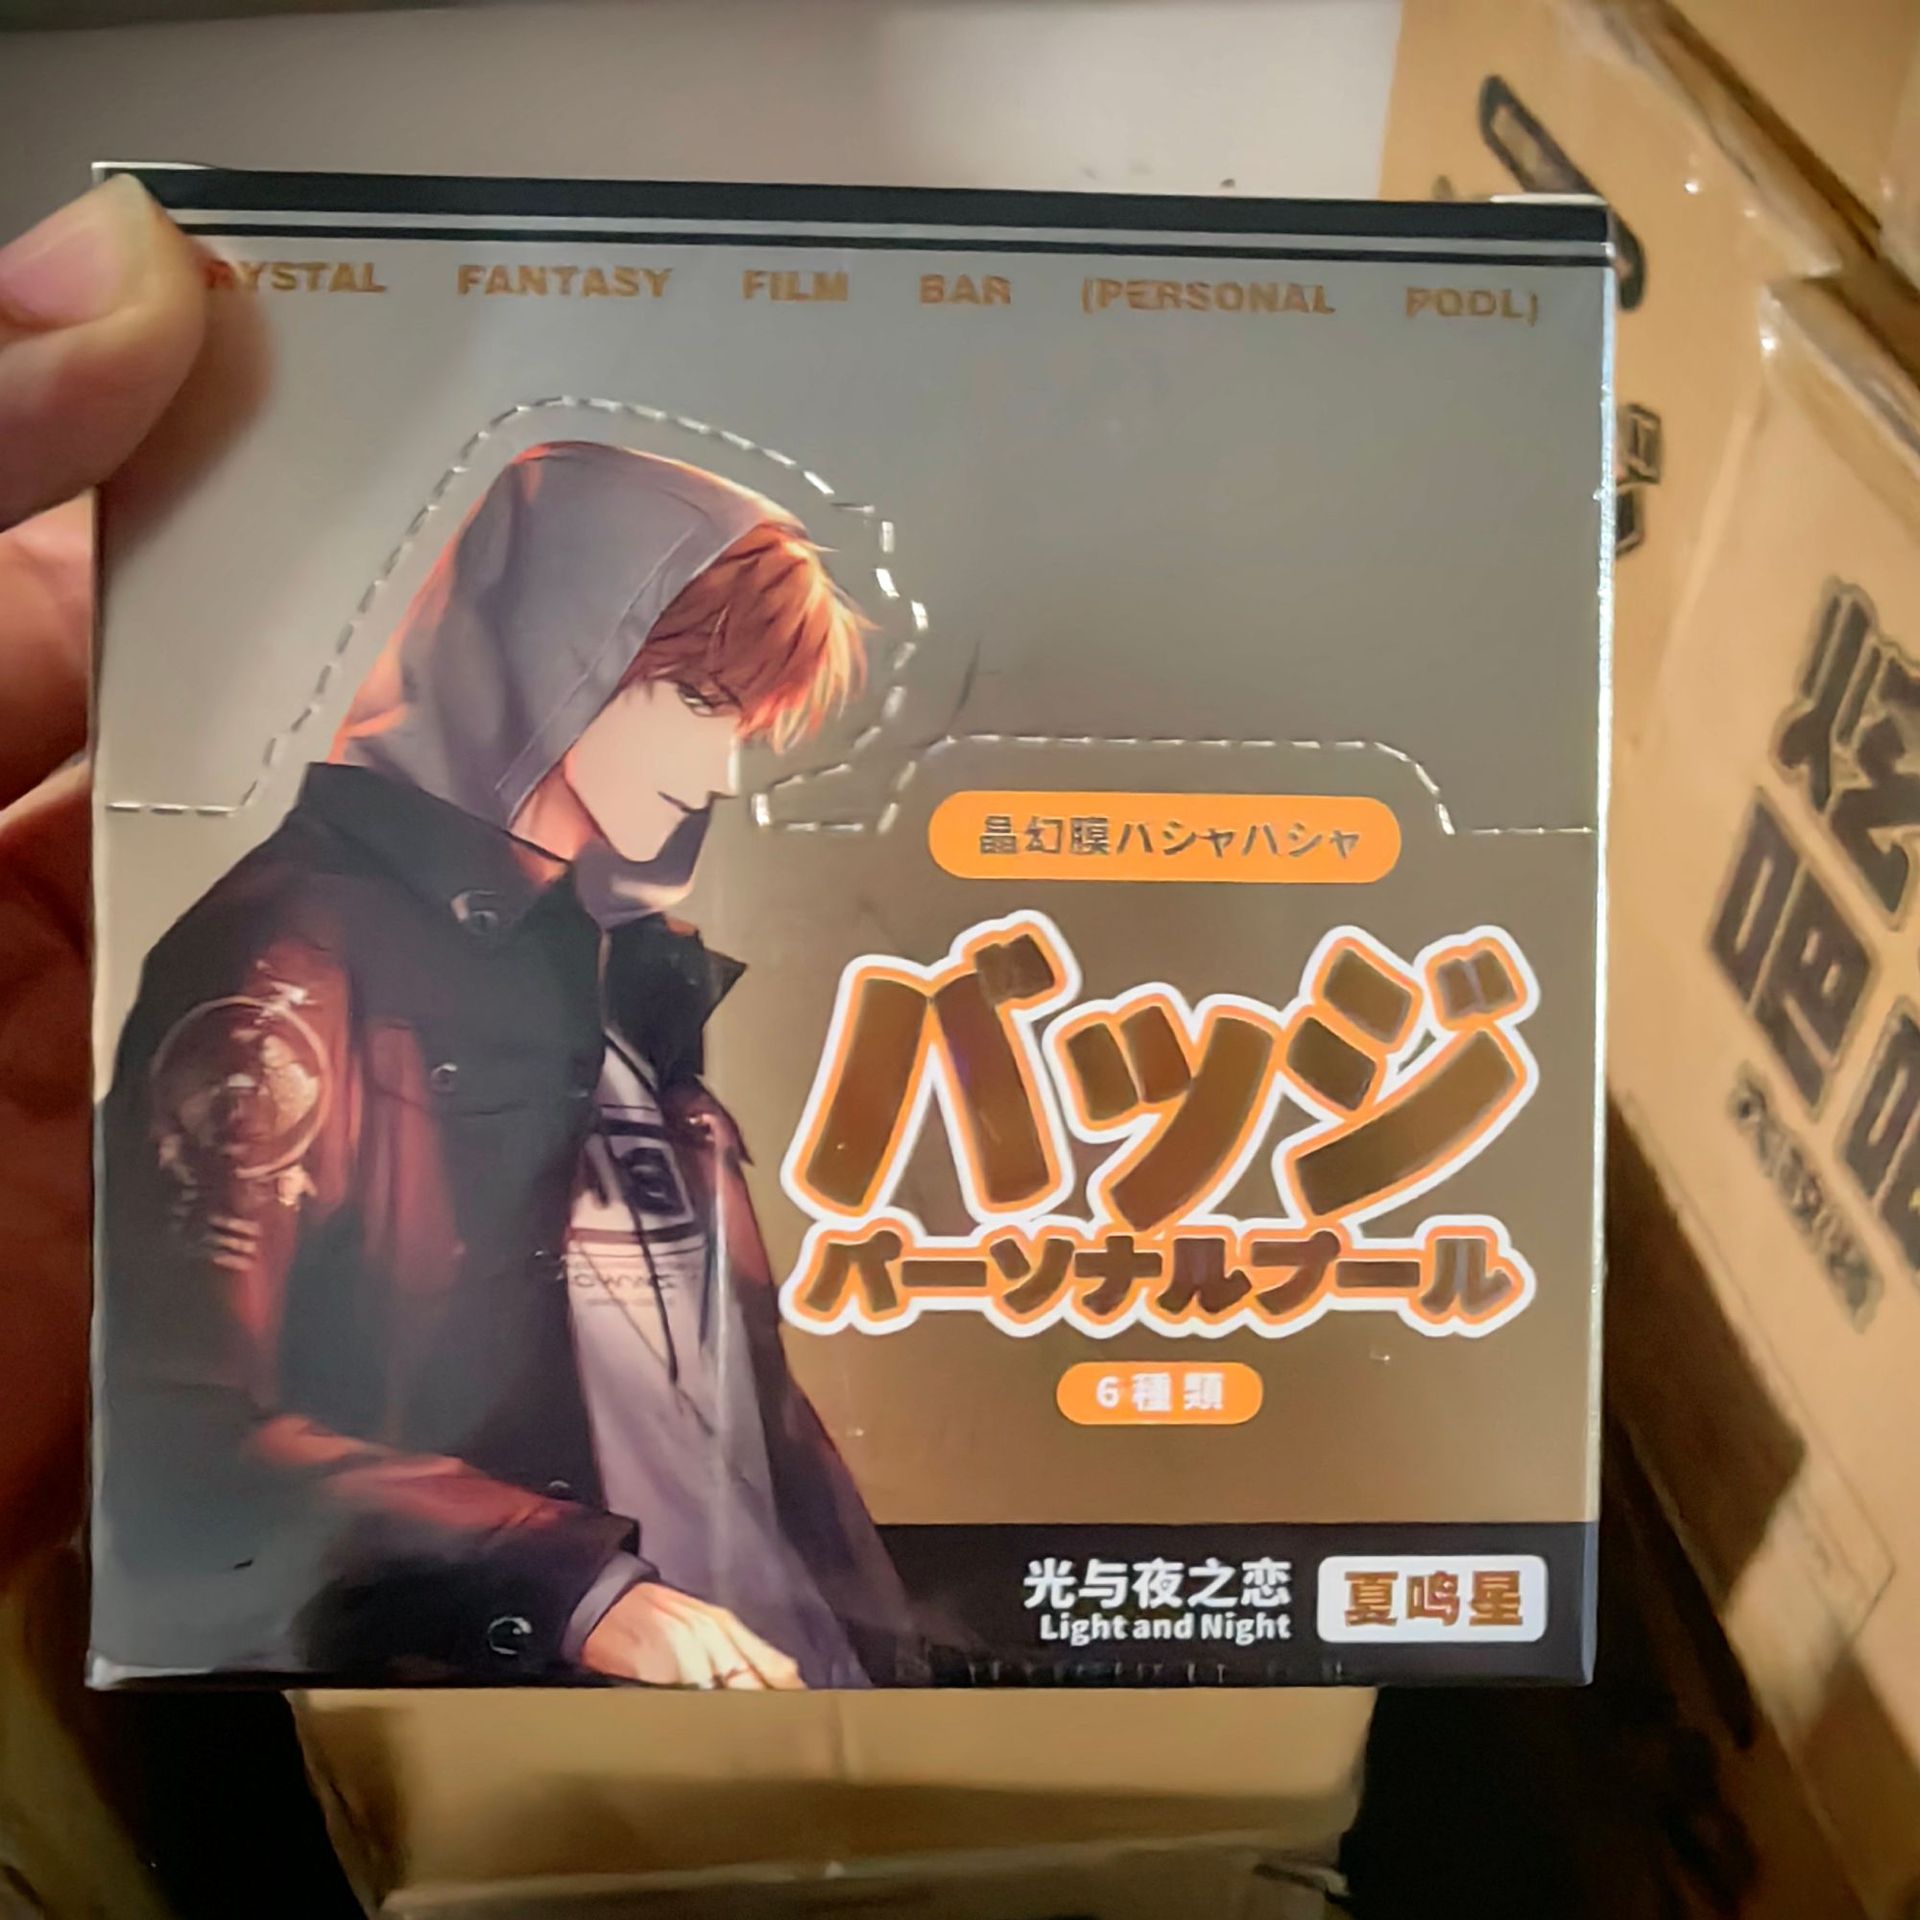 RYSTAL FANTASY FILM BAR (PERSONAL POOL)
晶幻膜ハシャハシャ
バッジ
パーソナルプール
6種類
光与夜之恋
Light and Night
夏鸣星